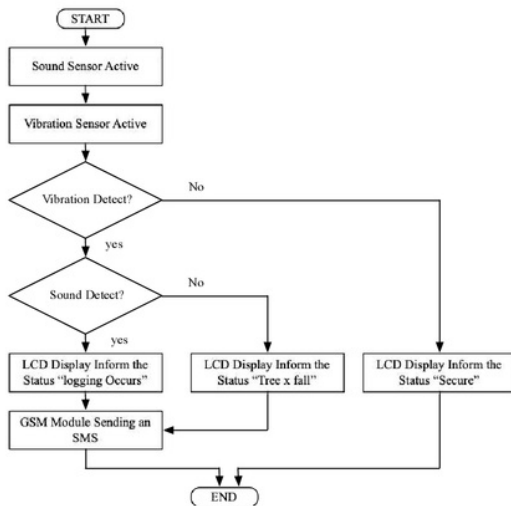 START
Sound Sensor Active
Vibration Sensor Active
Vibration Detect?
No
yes
Sound Detect?
No
yes
LCD Display Inform the
Status “logging Occurs”
LCD Display Inform the
Status “Tree x fall”
LCD Display Inform the
Status “Secure”
GSM Module Sending an
SMS
END